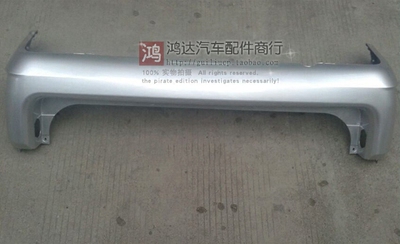 鸿 鸿达汽车配件商行
100% 实物拍摄
All rights reserved.
the pirate edition investigates necessarily!